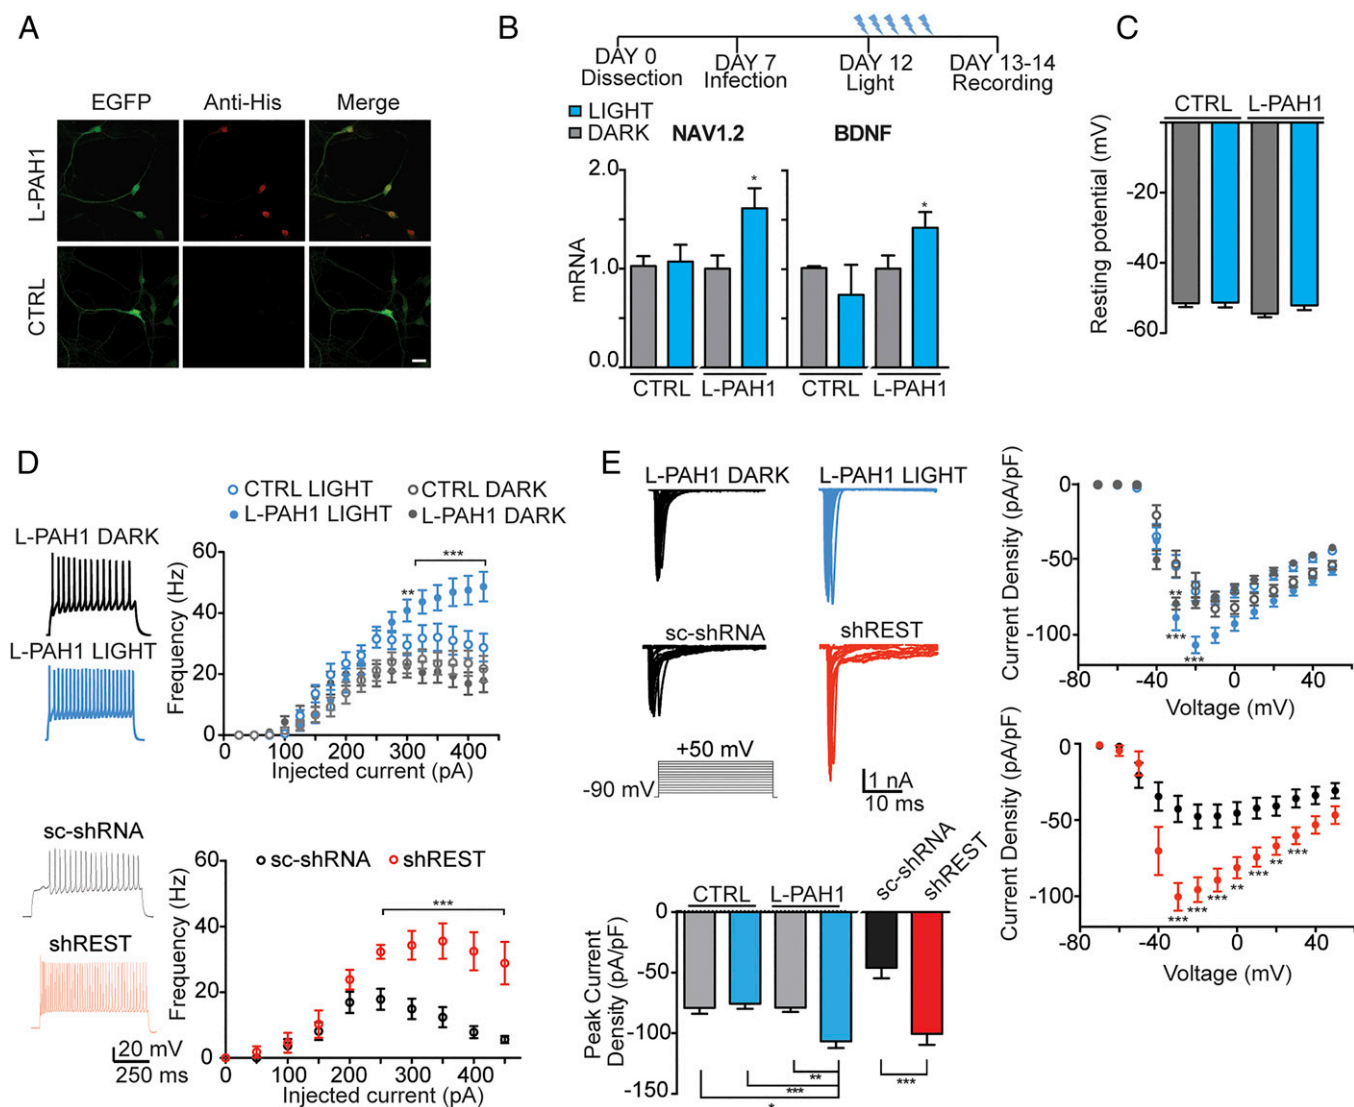 A
EGFP Anti-His Merge
L-PAH1
CTRL
B
DAY 0 DAY 7 DAY 12 DAY 13-14
Dissection Infection Light Recording
LIGHT
DARK
NAV1.2 BDNF
mRNA
2.0
1.0
0.0
* *
CTRL L-PAH1 CTRL L-PAH1
C
CTRL L-PAH1
Resting potential (mV)
-20
-40
-60
D
CTRL LIGHT CTRL DARK
L-PAH1 LIGHT L-PAH1 DARK
L-PAH1 DARK
L-PAH1 LIGHT
Frequency (Hz)
60
40
20
0
** ***
0 100 200 300 400
Injected current (pA)
sc-shRNA
shREST
20 mV
250 ms
sc-shRNA shREST
Frequency (Hz)
60
40
20
0
***
0 100 200 300 400
Injected current (pA)
E
L-PAH1 DARK L-PAH1 LIGHT
sc-shRNA shREST
+50 mV
-90 mV
1 nA
10 ms
CTRL L-PAH1 sc-shRNA shREST
Peak Current
Density (pA/pF)
0
-50
-100
-150
**
***
*
***
Current Density (pA/pF)
0
-50
-100
**
***
***
-80 -40 0 40
Voltage (mV)
Current Density (pA/pF)
0
-50
-100
*** *** *** ** *** ** ***
-80 -40 0 40
Voltage (mV)